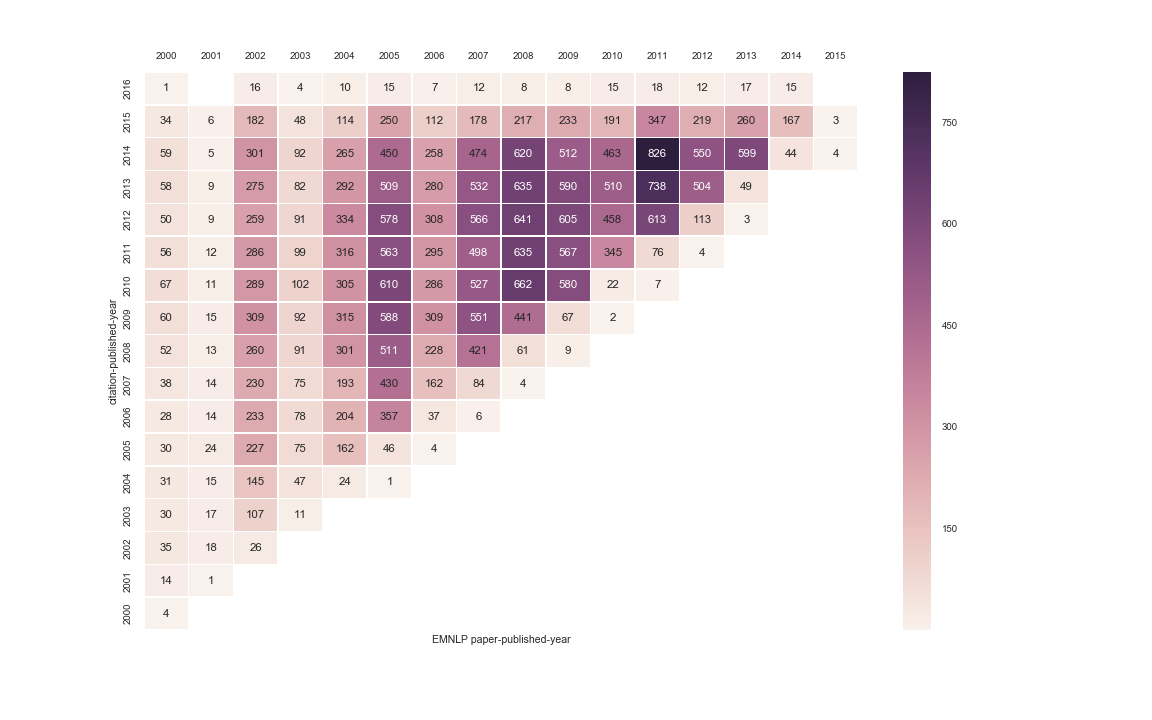 2000 2001 2002 2003 2004 2005 2006 2007 2008 2009 2010 2011 2012 2013 2014 2015
2016 1 16 4 10 15 7 12 8 8 15 18 12 17 15
2015 34 6 182 48 114 250 112 178 217 233 191 347 219 260 167 3
2014 59 5 301 92 265 450 258 474 620 512 463 826 550 599 44 4
2013 58 9 275 82 292 509 280 532 635 590 510 738 504 49
2012 50 9 259 91 334 578 308 566 641 605 458 613 113 3
2011 56 12 286 99 316 563 295 498 635 567 345 76 4
2010 67 11 289 102 305 610 286 527 662 580 22 7
2009 60 15 309 92 315 588 309 551 441 67 2
2008 52 13 260 91 301 511 228 421 61 9
2007 38 14 230 75 193 430 162 84 4
2006 28 14 233 78 204 357 37 6
2005 30 24 227 75 162 46 4
2004 31 15 145 47 24 1
2003 30 17 107 11
2002 35 18 26
2001 14 1
2000 4
citation-published-year
EMNLP paper-published-year
750
600
450
300
150